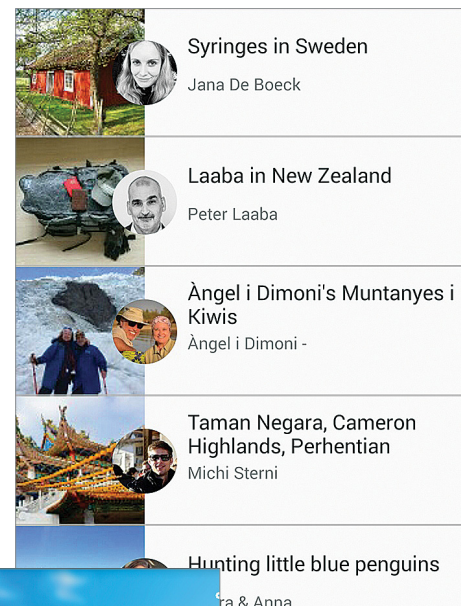 Syringes in Sweden
Jana De Boeck
Laaba in New Zealand
Peter Laaba
Àngel i Dimoni's Muntanyes i
Kiwis
Àngel i Dimoni -
Taman Negara, Cameron
Highlands, Perhentian
Michi Sterni
Hunting little blue penguins
& Anna